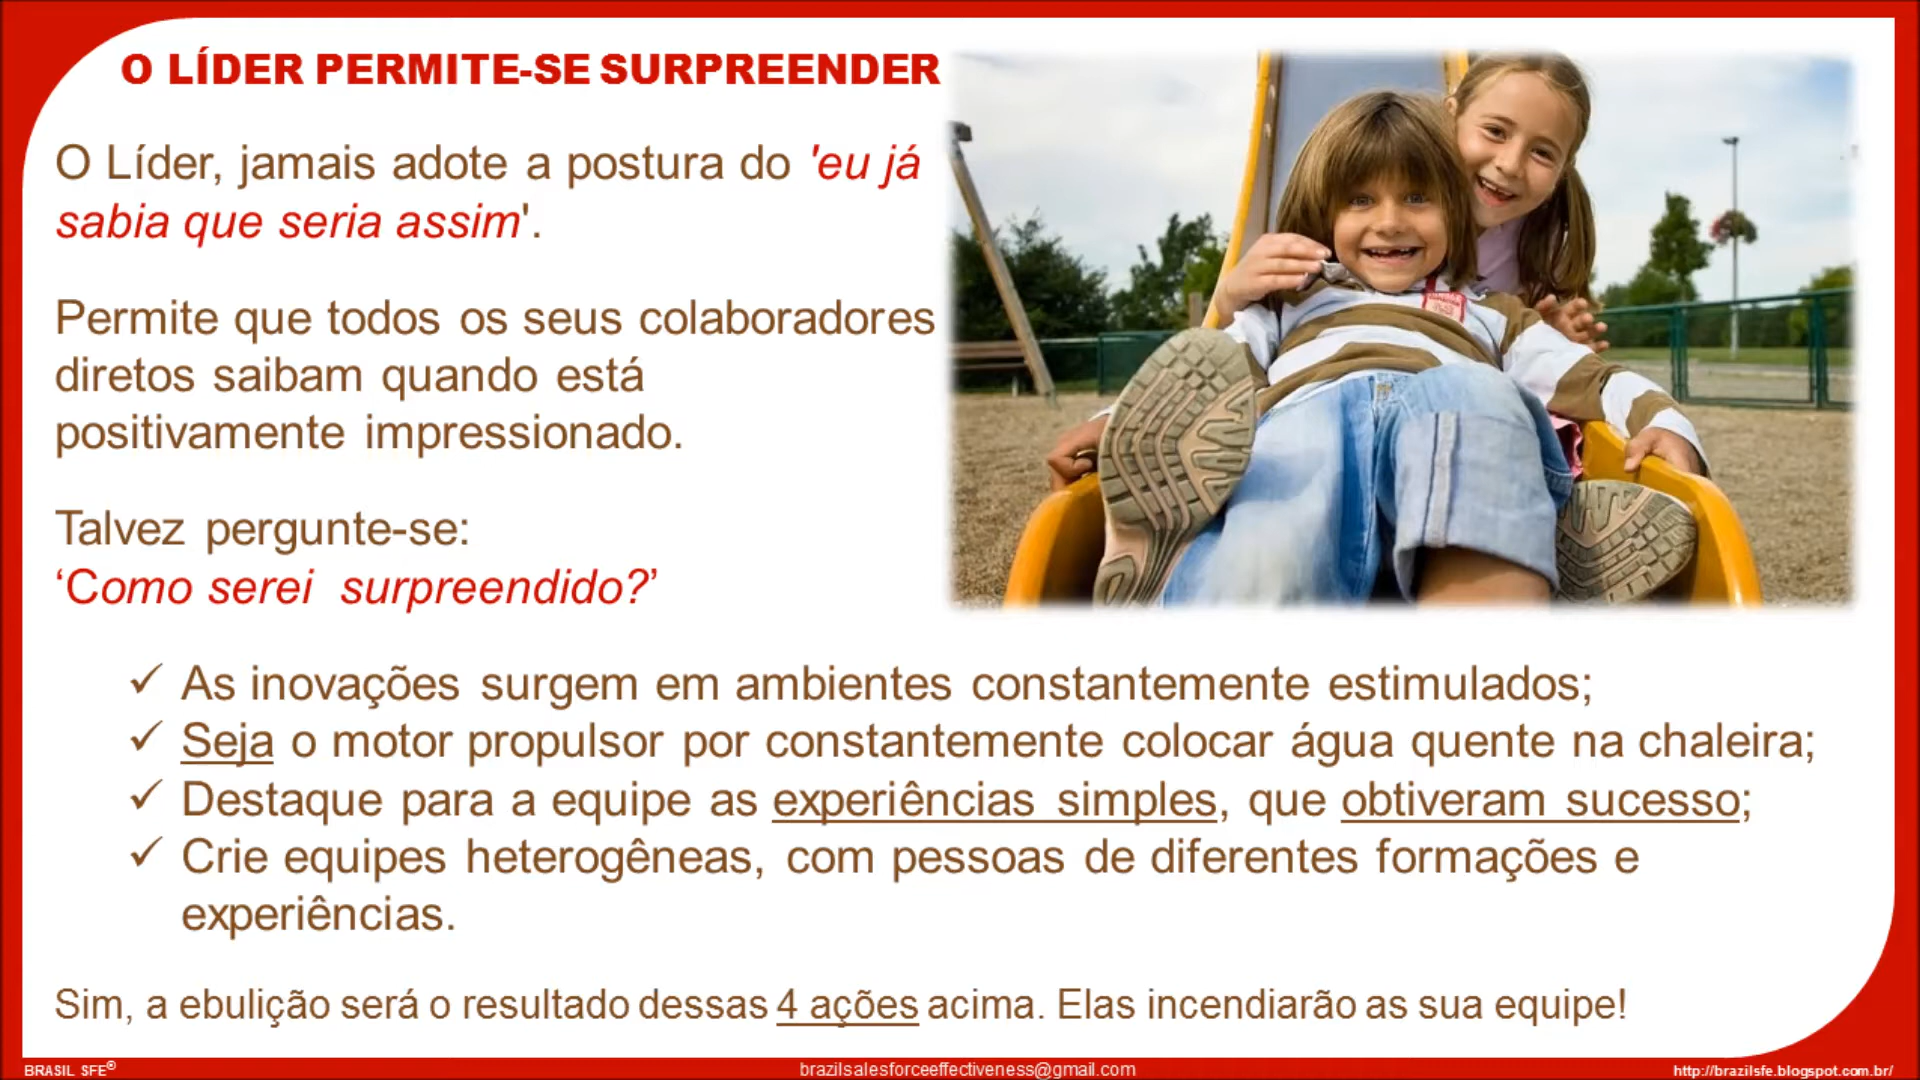 O LÍDER PERMITE-SE SURPREENDER
O Líder, jamais adote a postura do 'eu já
sabia que seria assim'.
Permite que todos os seus colaboradores
diretos saibam quando está
positivamente impressionado.
Talvez pergunte-se:
‘Como serei surpreendido?’
✓ As inovações surgem em ambientes constantemente estimulados;
✓ Seja o motor propulsor por constantemente colocar água quente na chaleira;
✓ Destaque para a equipe as experiências simples, que obtiveram sucesso;
✓ Crie equipes heterogêneas, com pessoas de diferentes formações e
experiências.
Sim, a ebulição será o resultado dessas 4 ações acima. Elas incendiarão as sua equipe!
BRASIL SFE®
brazilsalesforceeffectiveness@gmail.com
http://brazilsfe.blogspot.com.br/